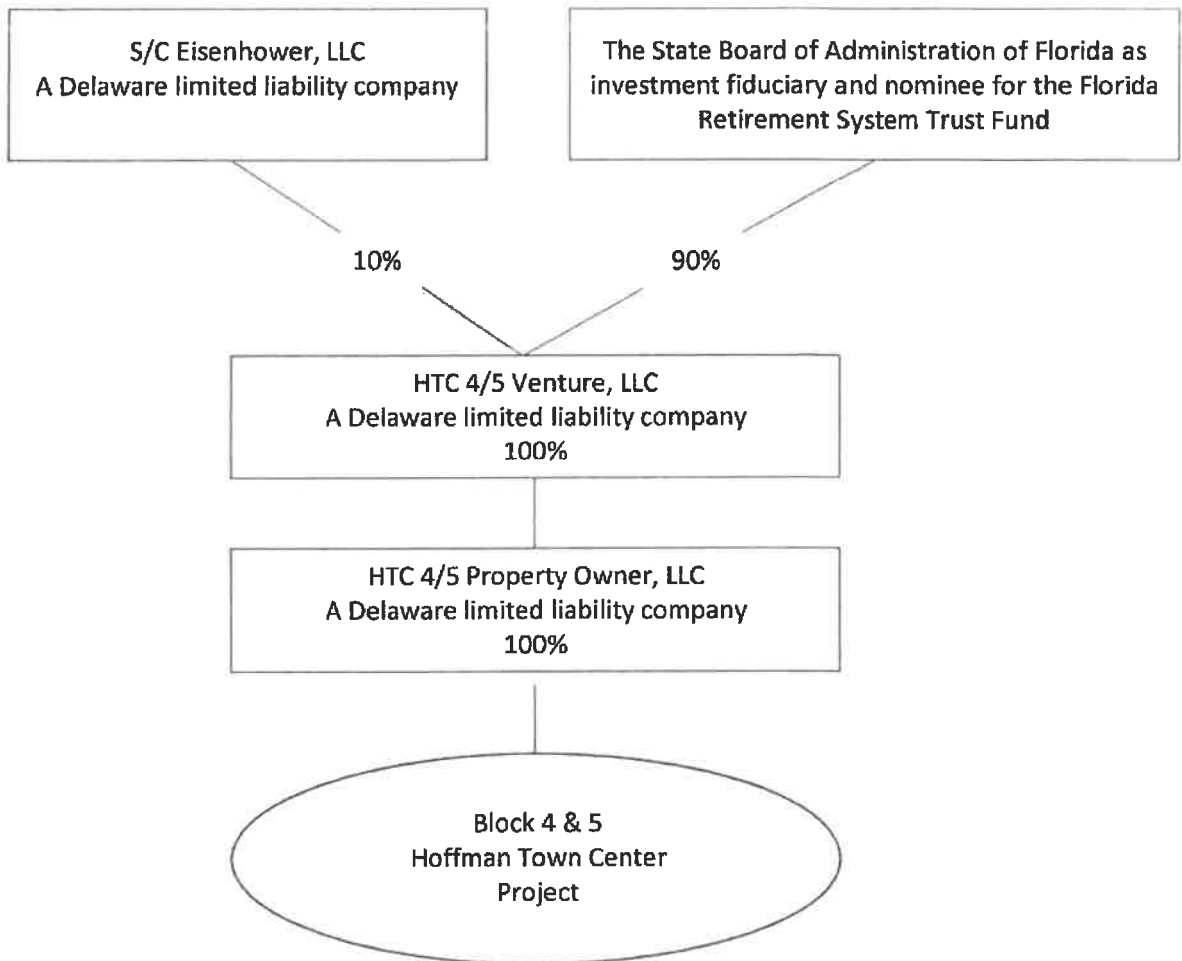 S/C Eisenhower, LLC
A Delaware limited liability company
The State Board of Administration of Florida as
investment fiduciary and nominee for the Florida
Retirement System Trust Fund
10%
90%
HTC 4/5 Venture, LLC
A Delaware limited liability company
100%
HTC 4/5 Property Owner, LLC
A Delaware limited liability company
100%
Block 4 & 5
Hoffman Town Center
Project